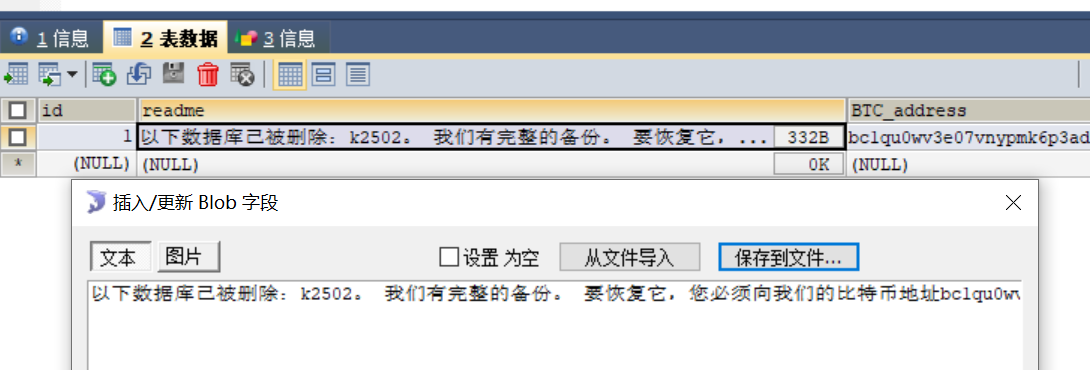 1 信息 2 表数据 3 信息
id readme BTC_address
1 以下数据库已被删除：k2502。 我们有完整的备份。 要恢复它，... 332B bc1qu0wv3e07vnypmk6p3ad
* (NULL) (NULL) 0K (NULL)
插入/更新 Blob 字段
文本 图片 设置 为空 从文件导入 保存到文件...
以下数据库已被删除：k2502。 我们有完整的备份。 要恢复它，您必须向我们的比特币地址bc1qu0wv